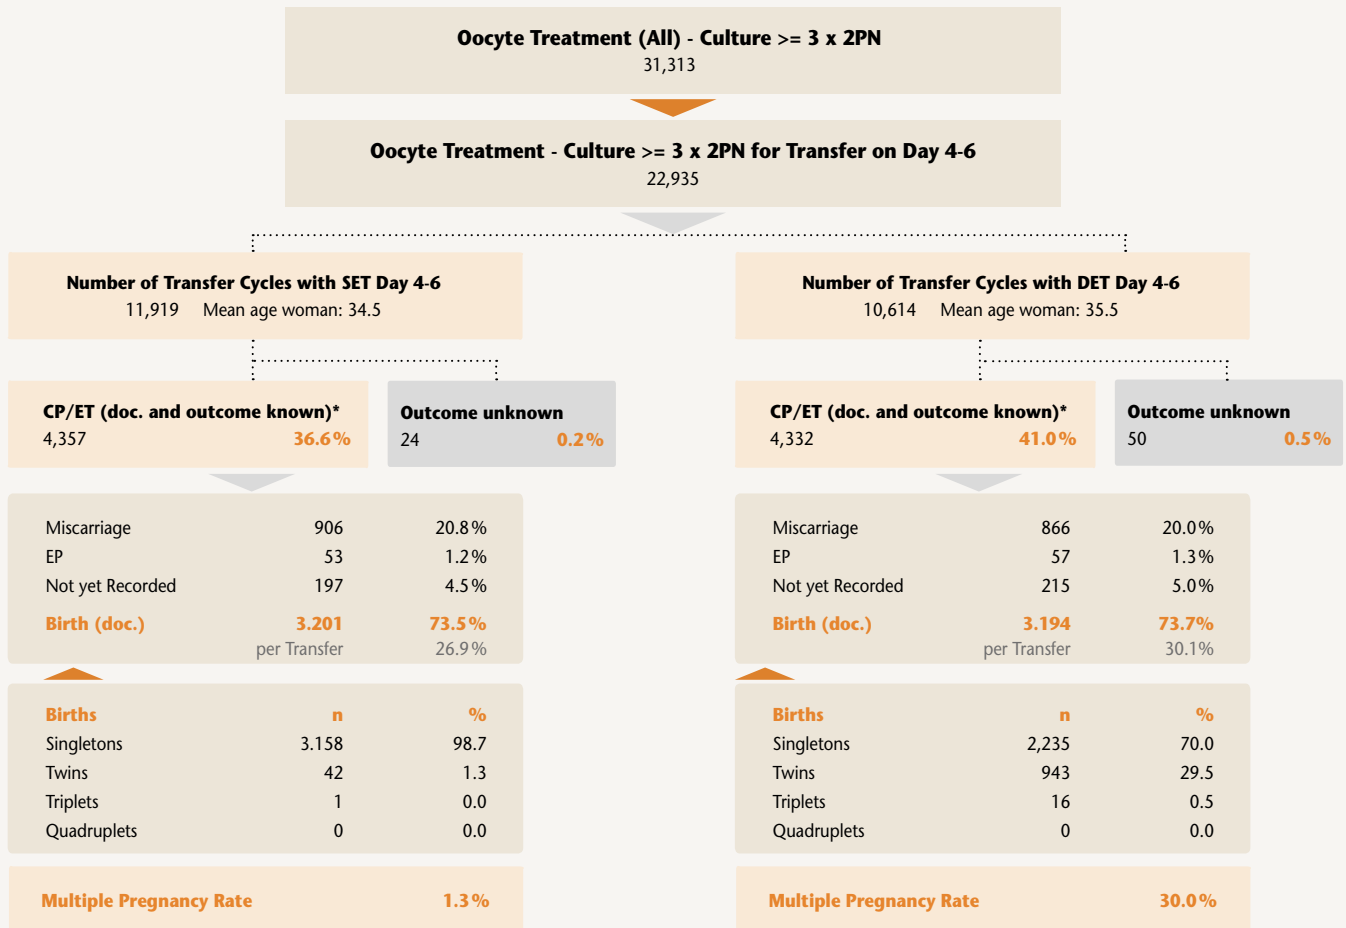 Oocyte Treatment (All) - Culture >= 3 x 2PN
31,313
Oocyte Treatment - Culture >= 3 x 2PN for Transfer on Day 4-6
22,935
Number of Transfer Cycles with SET Day 4-6
11,919 Mean age woman: 34.5
CP/ET (doc. and outcome known)*
4,357 36.6%
Outcome unknown
24 0.2%
Miscarriage 906 20.8%
EP 53 1.2%
Not yet Recorded 197 4.5%
Birth (doc.) 3.201 73.5%
per Transfer 26.9%
Births n %
Singletons 3.158 98.7
Twins 42 1.3
Triplets 1 0.0
Quadruplets 0 0.0
Multiple Pregnancy Rate 1.3%
Number of Transfer Cycles with DET Day 4-6
10,614 Mean age woman: 35.5
CP/ET (doc. and outcome known)*
4,332 41.0%
Outcome unknown
50 0.5%
Miscarriage 866 20.0%
EP 57 1.3%
Not yet Recorded 215 5.0%
Birth (doc.) 3.194 73.7%
per Transfer 30.1%
Births n %
Singletons 2,235 70.0
Twins 943 29.5
Triplets 16 0.5
Quadruplets 0 0.0
Multiple Pregnancy Rate 30.0%